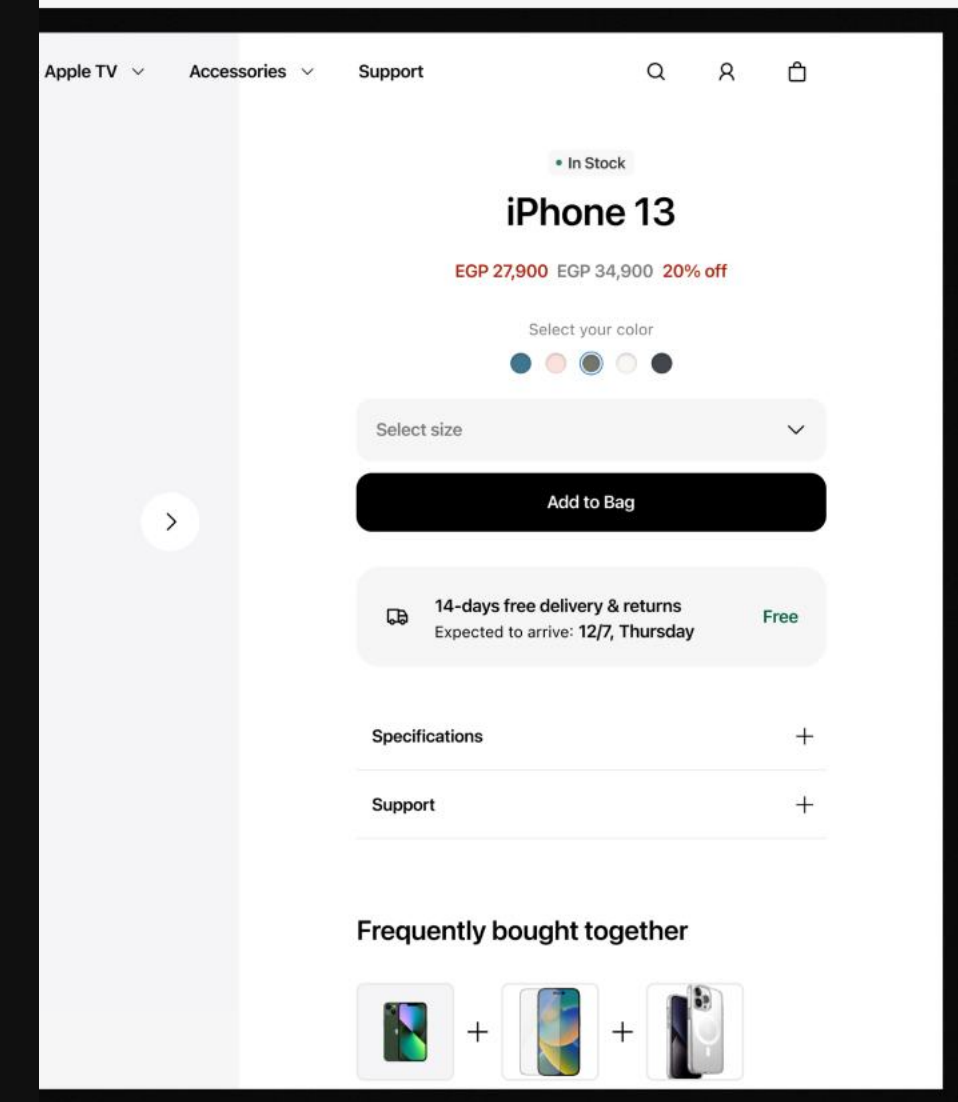 Apple TV Accessories Support
In Stock
iPhone 13
EGP 27,900 EGP 34,900 20% off
Select your color
Select size
Add to Bag
14-days free delivery & returns
Expected to arrive: 12/7, Thursday
Free
Specifications
Support
Frequently bought together